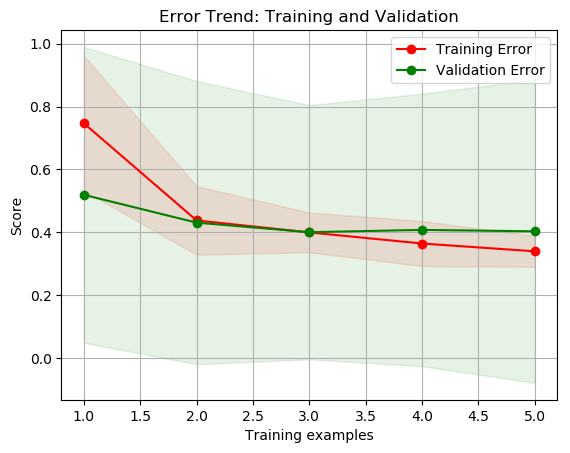 Error Trend: Training and Validation
Training Error
Validation Error
Score
1.0
0.8
0.6
0.4
0.2
0.0
1.0 1.5 2.0 2.5 3.0 3.5 4.0 4.5 5.0
Training examples